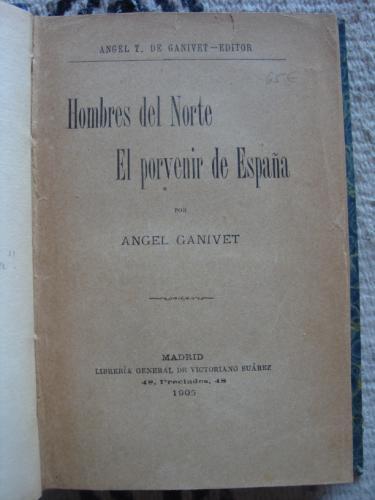 ANGEL T. DE GANIVET—EDITOR
65€
Hombres del Norte
El porvenir de España
POR
ANGEL GANIVET
MADRID
LIBRERÍA GENERAL DE VICTORIANO SUÁREZ
48, Preciados, 48
1905